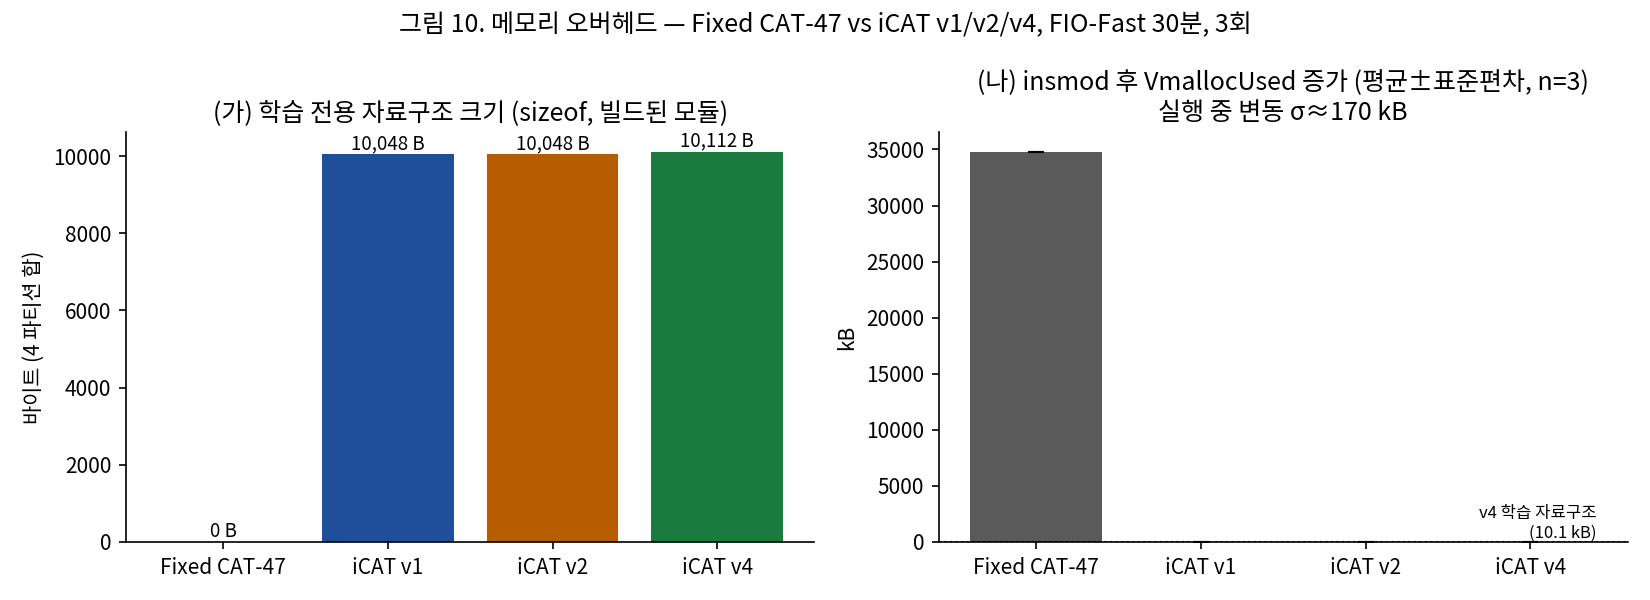 그림 10. 메모리 오버헤드 — Fixed CAT-47 vs iCAT v1/v2/v4, FIO-Fast 30분, 3회
(가) 학습 전용 자료구조 크기 (sizeof, 빌드된 모듈)
바이트 (4 파티션 합)
10000
8000
6000
4000
2000
0
0 B
10,048 B
10,048 B
10,112 B
Fixed CAT-47
iCAT v1
iCAT v2
iCAT v4
(나) insmod 후 VmallocUsed 증가 (평균±표준편차, n=3)
실행 중 변동 σ≈170 kB
kB
35000
30000
25000
20000
15000
10000
5000
0
v4 학습 자료구조
(10.1 kB)
Fixed CAT-47
iCAT v1
iCAT v2
iCAT v4